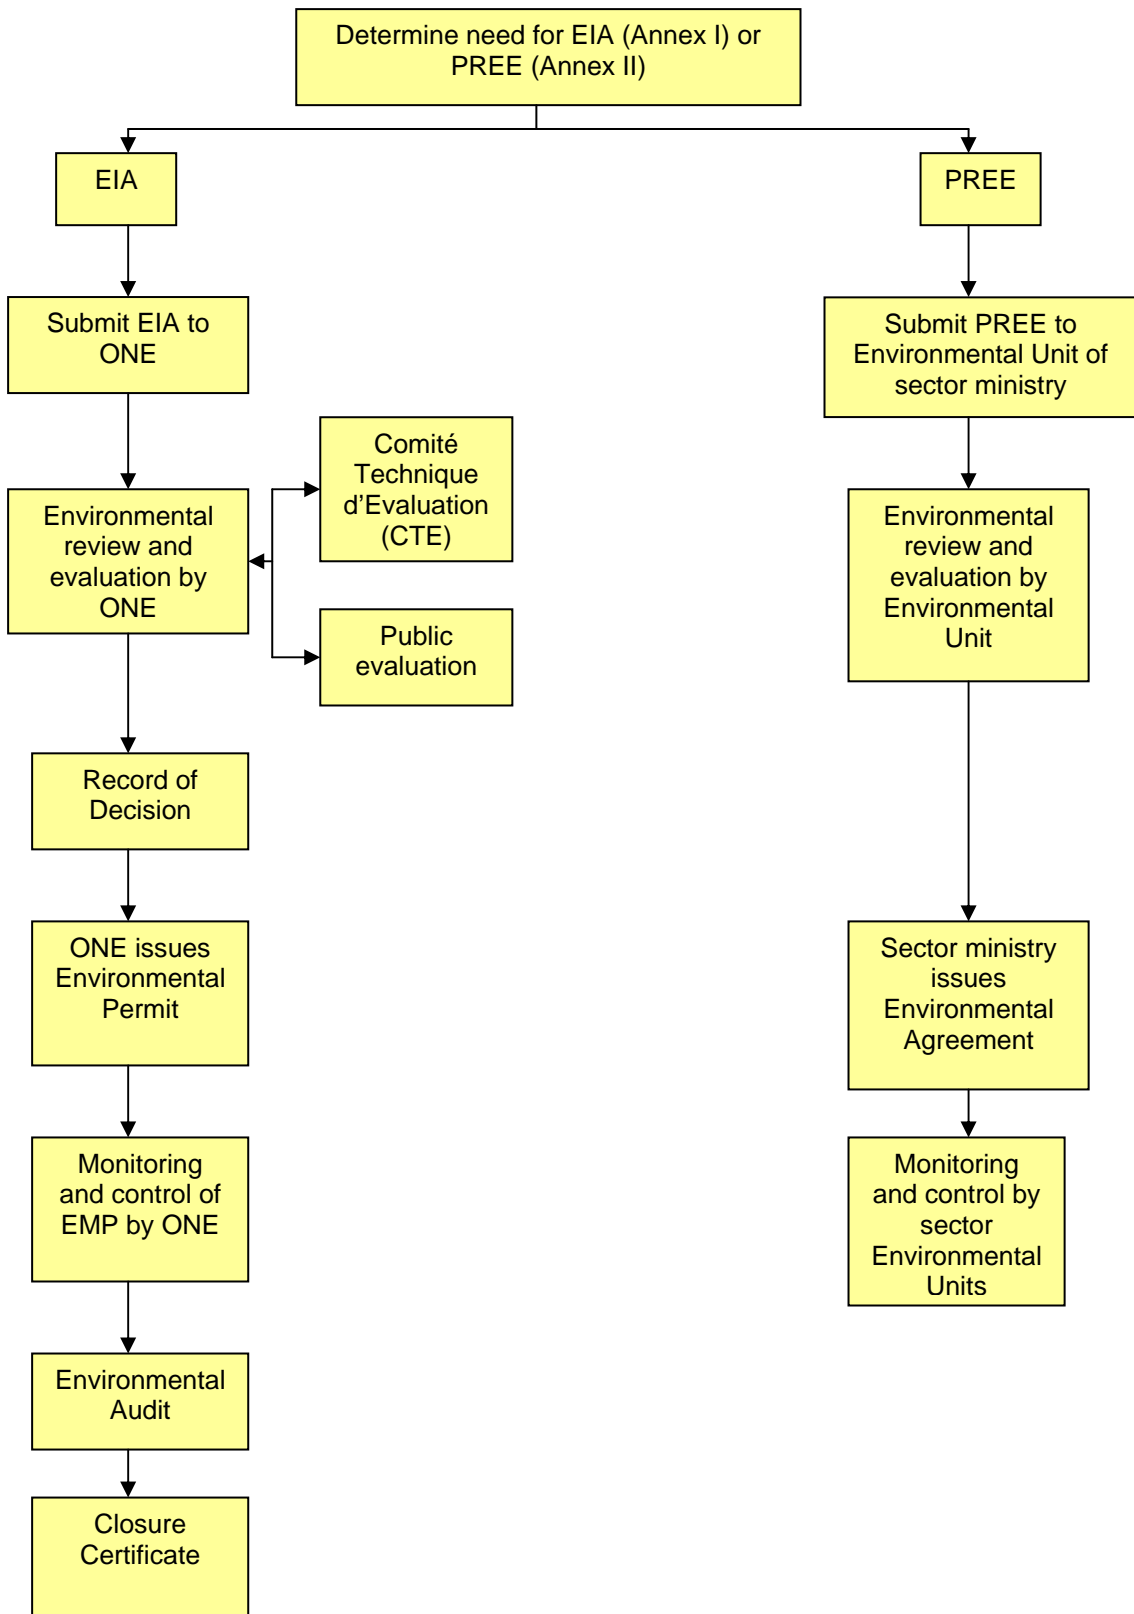 Determine need for EIA (Annex I) or
PREE (Annex II)
EIA
PREE
Submit EIA to
ONE
Submit PREE to
Environmental Unit of
sector ministry
Comité
Technique
d’Evaluation
(CTE)
Environmental
review and
evaluation by
ONE
Environmental
review and
evaluation by
Environmental
Unit
Public
evaluation
Record of
Decision
ONE issues
Environmental
Permit
Sector ministry
issues
Environmental
Agreement
Monitoring
and control of
EMP by ONE
Monitoring
and control by
sector
Environmental
Units
Environmental
Audit
Closure
Certificate